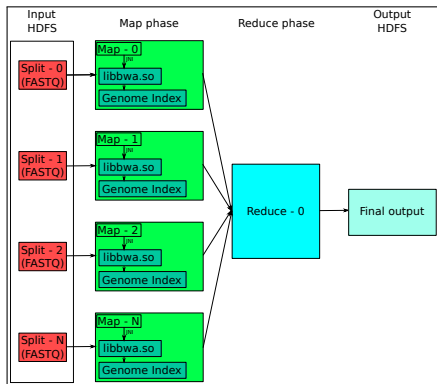 Input
HDFS
Map phase
Reduce phase
Output
HDFS
Split - 0
(FASTQ)
Map - 0
JNI
libbwa.so
Genome Index
Split - 1
(FASTQ)
Map - 1
JNI
libbwa.so
Genome Index
Split - 2
(FASTQ)
Map - 2
JNI
libbwa.so
Genome Index
Split - N
(FASTQ)
Map - N
JNI
libbwa.so
Genome Index
Reduce - 0
Final output